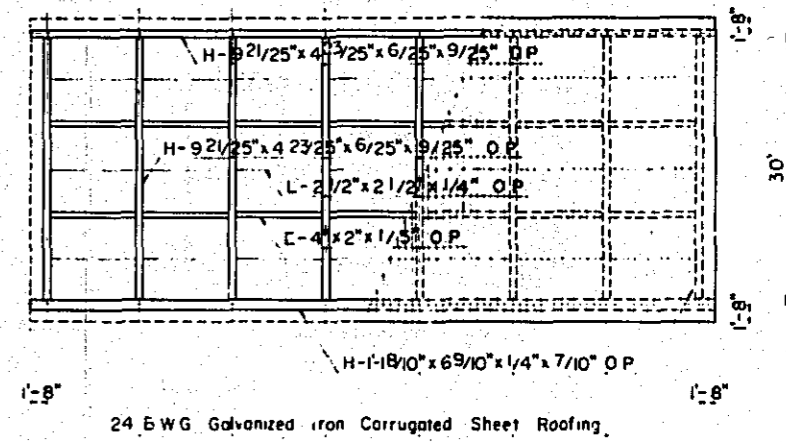 1'-8"
H-9 21/25" x 4 23/25" x 6/25" x 9/25" O P
H-9 21/25" x 4 23/25" x 6/25" x 9/25" O P
30'
L-2 1/2" x 2 1/2" x 1/4" O P
C-4" x 2" x 1/5" O P
1'-8"
H-1'-1 8/10" x 6 9/10" x 1/4" x 7/10" O P
1'-8"
1'-8"
24 BWG Galvanized iron Corrugated Sheet Roofing